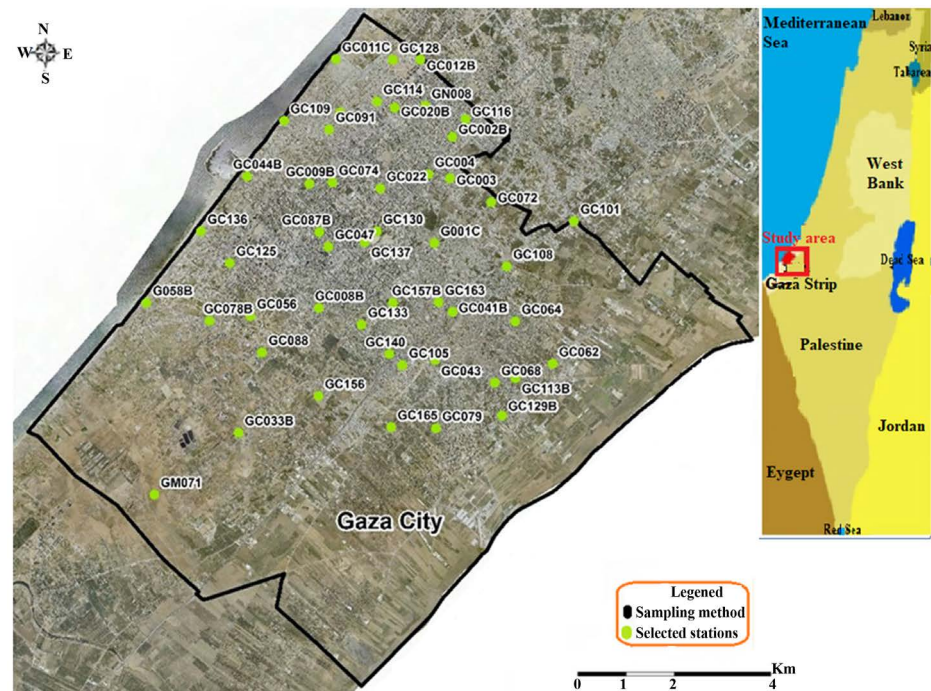 N
W E
S
GC011C GC128
GC012B
GC114 GN008
GC109 GC020B GC116
GC091
GC002B
GC004
GC044B GC009B GC074
GC022 GC003
GC072
GC101
GC136 GC087B GC130 G001C
GC047
GC137
GC125
GC108
G058B GC056 GC008B GC157B GC163
GC078B
GC041B GC064
GC133
GC088 GC140
GC105 GC062
GC043 GC068
GC113B
GC156
GC129B
GC165 GC079
GC033B
GM071
Gaza City
Mediterranean
Sea
Lebanon
Syria
West
Bank
Study area
Dead Sea
Gaza Strip
Palestine
Jordan
Eygept
Red Sea
Legened
Sampling method
Selected stations
Km
0 1 2 4